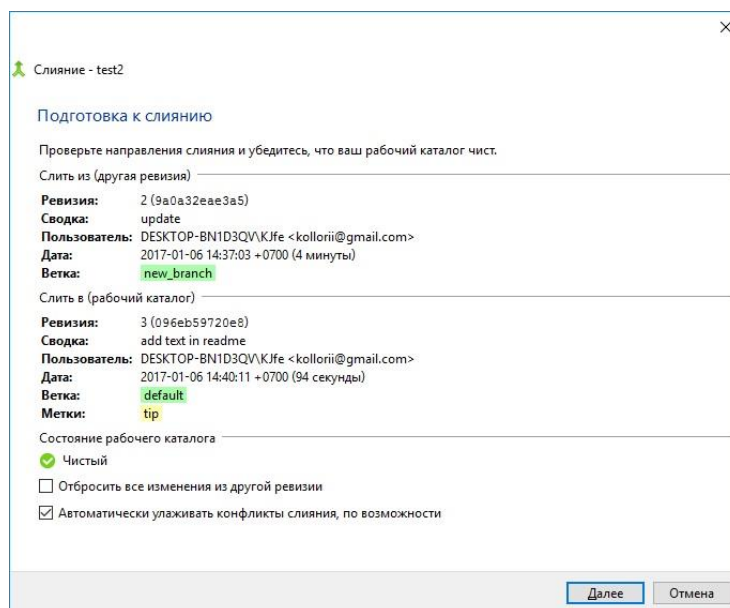 Слияние - test2
Подготовка к слиянию
Проверьте направления слияния и убедитесь, что ваш рабочий каталог чист.
Слить из (другая ревизия)
Ревизия: 2 (9a0a32eae3a5)
Сводка: update
Пользователь: DESKTOP-BN1D3QV\KJfe <kollorii@gmail.com>
Дата: 2017-01-06 14:37:03 +0700 (4 минуты)
Ветка: new_branch
Слить в (рабочий каталог)
Ревизия: 3 (096eb59720e8)
Сводка: add text in readme
Пользователь: DESKTOP-BN1D3QV\KJfe <kollorii@gmail.com>
Дата: 2017-01-06 14:40:11 +0700 (94 секунды)
Ветка: default
Метки: tip
Состояние рабочего каталога
Чистый
Отбросить все изменения из другой ревизии
Автоматически улаживать конфликты слияния, по возможности
Далее Отмена